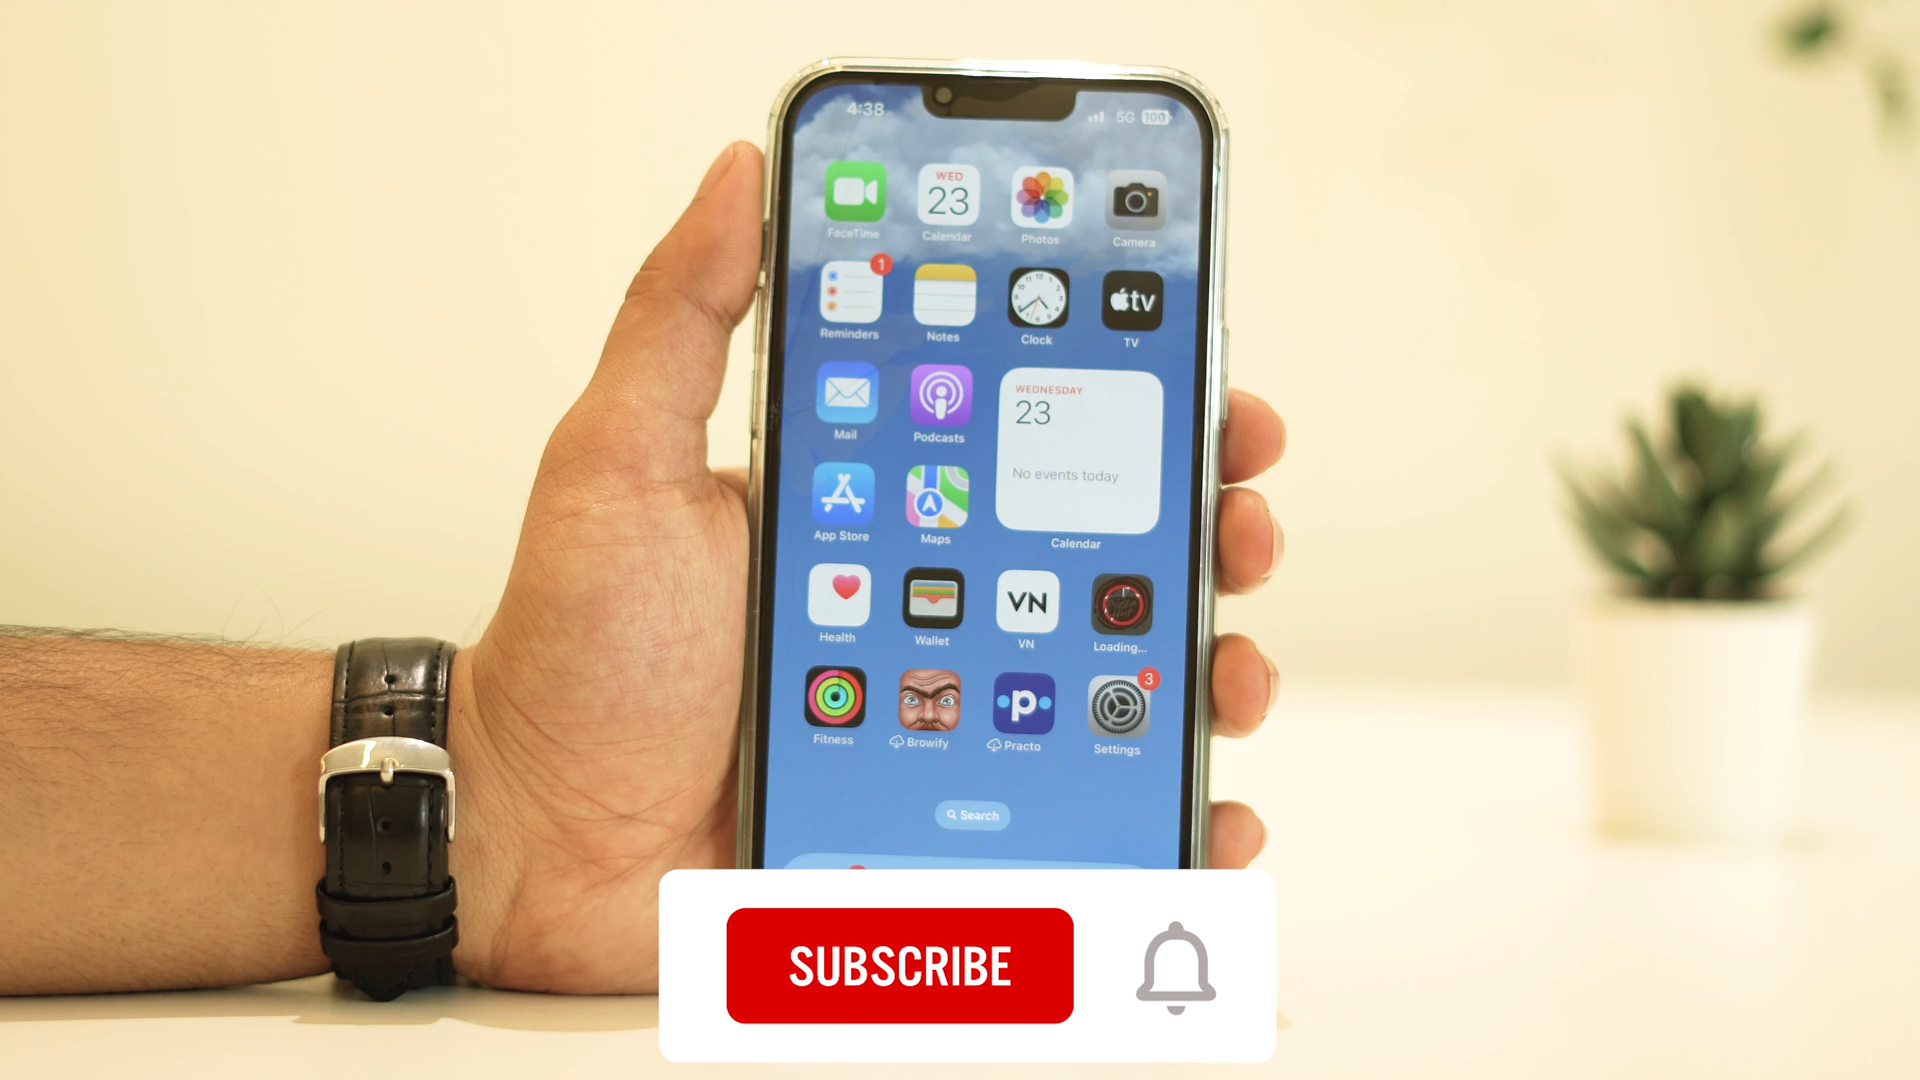 4:38
5G 100
WED
23
FaceTime
Calendar
Photos
Camera
1
tv
Reminders
Notes
Clock
TV
WEDNESDAY
23
No events today
Mail
Podcasts
App Store
Maps
Calendar
VN
Health
Wallet
VN
Loading...
3
p
Fitness
Browify
Practo
Settings
Search
SUBSCRIBE